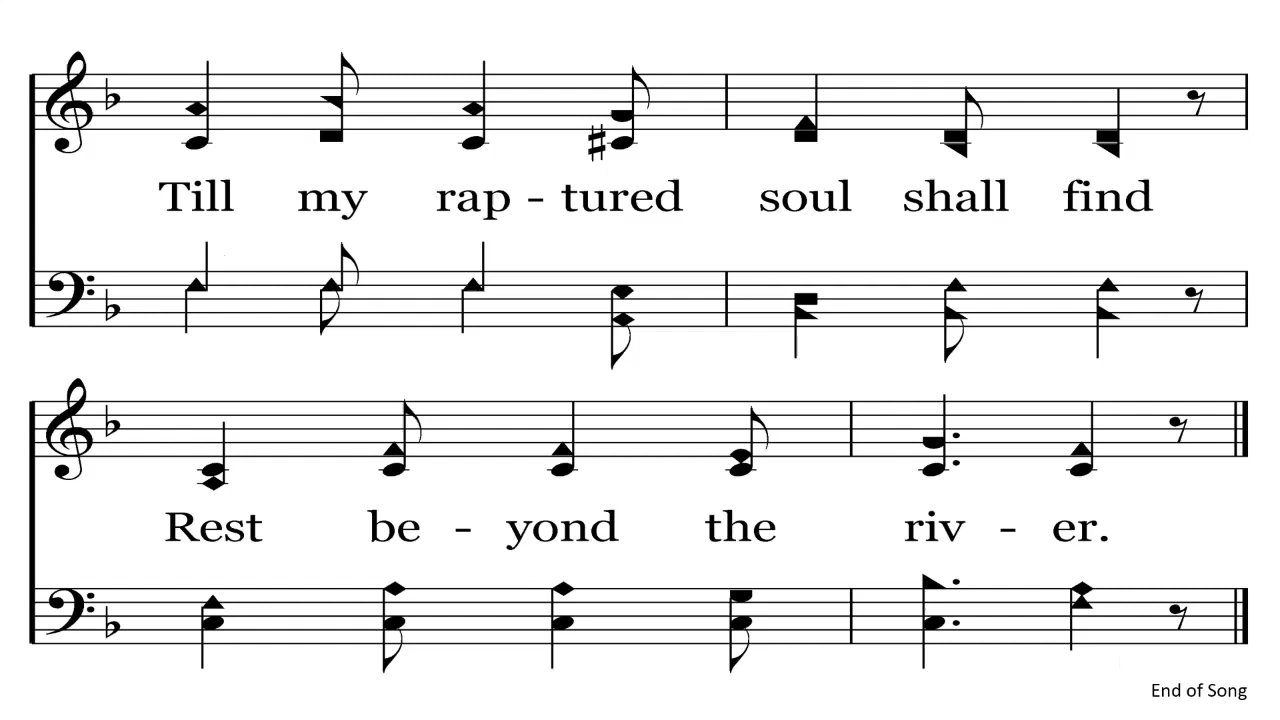 Till my rap - tured soul shall find
Rest be - yond the riv - er.
End of Song